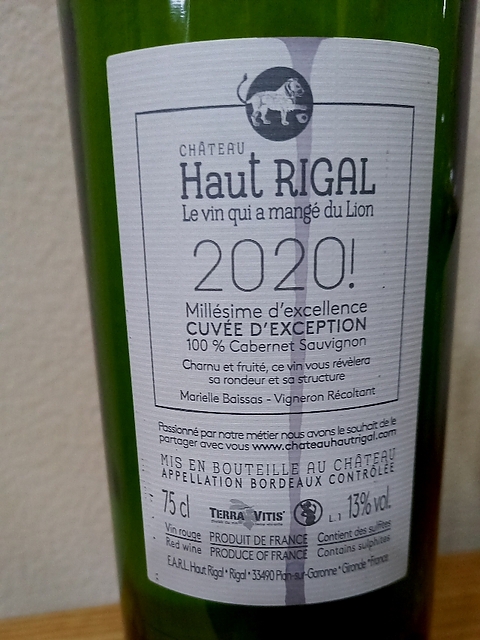 CHÂTEAU
Haut RIGAL
Le vin qui a mangé du Lion
2020!
Millésime d'excellence
CUVÉE D'EXCEPTION
100 % Cabernet Sauvignon
Charnu et fruité, ce vin vous révèlera
sa rondeur et sa structure
Marielle Baissas - Vigneron Récoltant
Passionné par notre métier nous avons le souhait de le
partager avec vous www.chateauhautrigal.com
MIS EN BOUTEILLE AU CHÂTEAU
APPELLATION BORDEAUX CONTRÔLÉE
75 cl TERRA VITIS L.1 13% vol.
Vin rouge PRODUIT DE FRANCE Contient des sulfites
Red wine PRODUCE OF FRANCE Contains sulphites
E.A.R.L. Haut Rigal * Rigal * 33490 Pian-sur-Garonne * Gironde * France